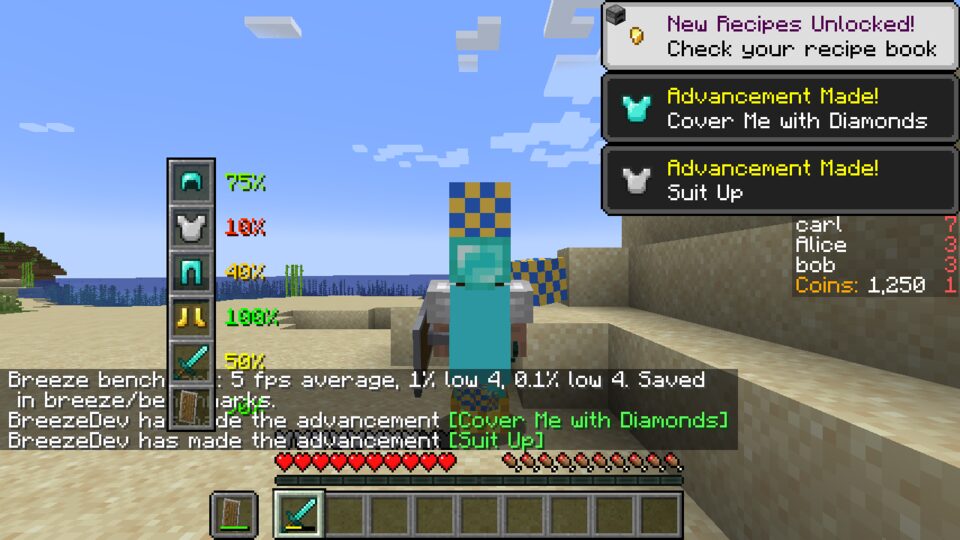 New Recipes Unlocked!
Check your recipe book
Advancement Made!
Cover Me with Diamonds
Advancement Made!
Suit Up
carl 7
Alice 3
bob 3
Coins: 1,250 1
75%
10%
40%
100%
50%
Breeze bench : 5 fps average, 1% low 4, 0.1% low 4. Saved
in breeze/be marks.
BreezeDev ha de the advancement [Cover Me with Diamonds]
BreezeDev has made the advancement [Suit Up]